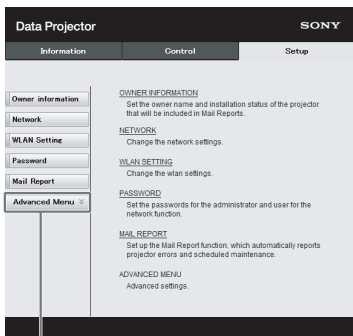 Data Projector
SONY
Information
Control
Setup
Owner information
Network
WLAN Setting
Password
Mail Report
Advanced Menu
OWNER INFORMATION
Set the owner name and installation status of the projector
that will be included in Mail Reports.
NETWORK
Change the network settings.
WLAN SETTING
Change the wlan settings.
PASSWORD
Set the passwords for the administrator and user for the
network function.
MAIL REPORT
Set up the Mail Report function, which automatically reports
projector errors and scheduled maintenance.
ADVANCED MENU
Advanced settings.